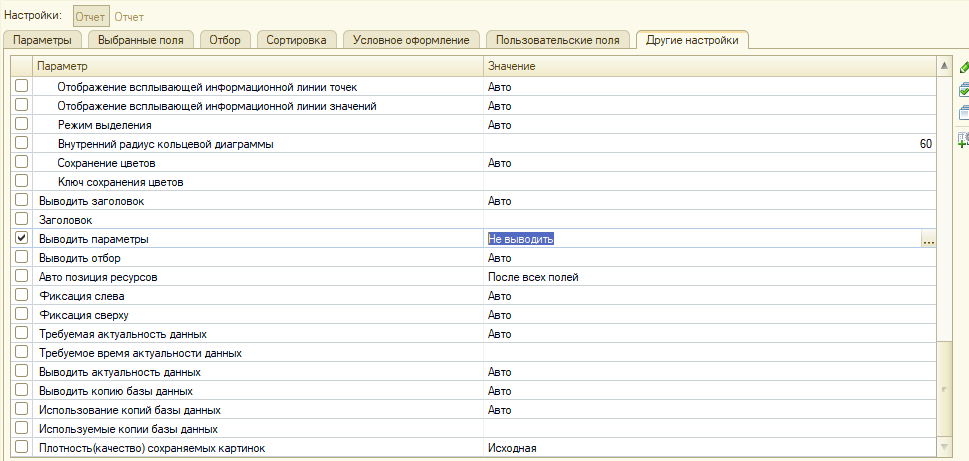 Настройки: Отчет Отчет
Параметры Выбранные поля Отбор Сортировка Условное оформление Пользовательские поля Другие настройки
Параметр Значение
Отображение всплывающей информационной линии точек Авто
Отображение всплывающей информационной линии значений Авто
Режим выделения Авто
Внутренний радиус кольцевой диаграммы 60
Сохранение цветов Авто
Ключ сохранения цветов
Выводить заголовок Авто
Заголовок
Выводить параметры Не выводить ...
Выводить отбор Авто
Авто позиция ресурсов После всех полей
Фиксация слева Авто
Фиксация сверху Авто
Требуемая актуальность данных Авто
Требуемое время актуальности данных
Выводить актуальность данных Авто
Выводить копию базы данных Авто
Использование копий базы данных Авто
Используемые копии базы данных
Плотность(качество) сохраняемых картинок Исходная